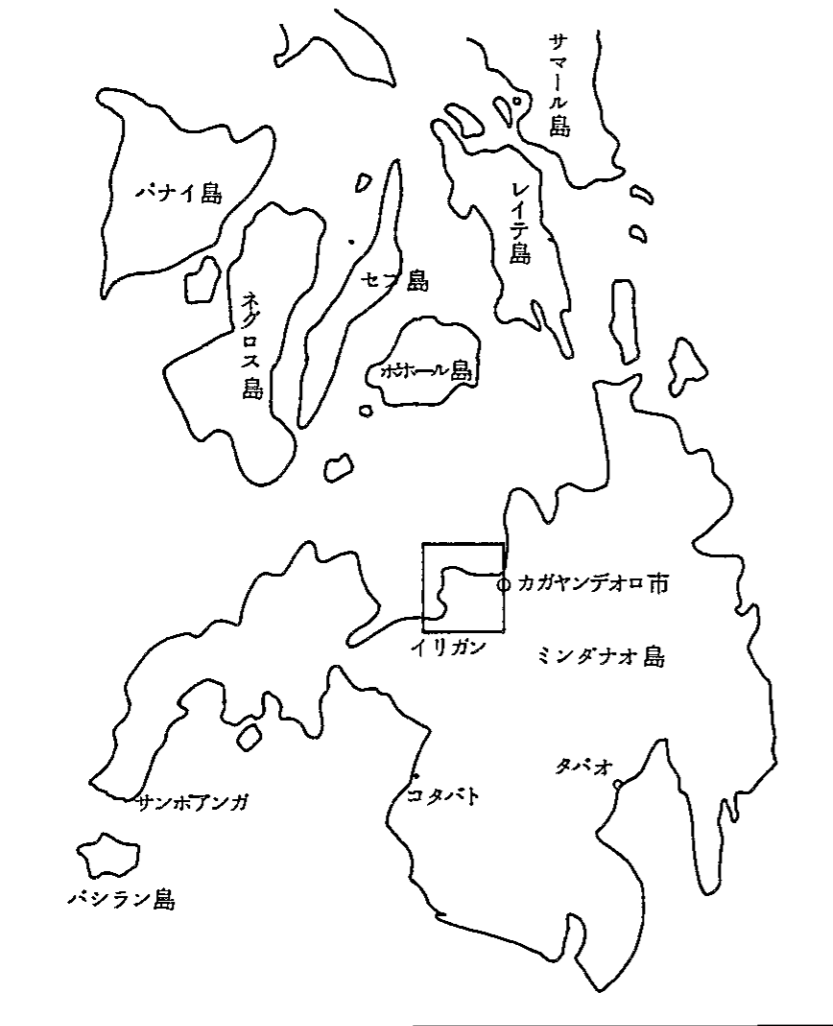 サマール島
パナイ島
レイテ島
セブ島
ネグロス島
ボホール島
カガヤンデオロ市
イリガン
ミンダナオ島
タバオ
サンホアンガ
コタバト
バシラン島